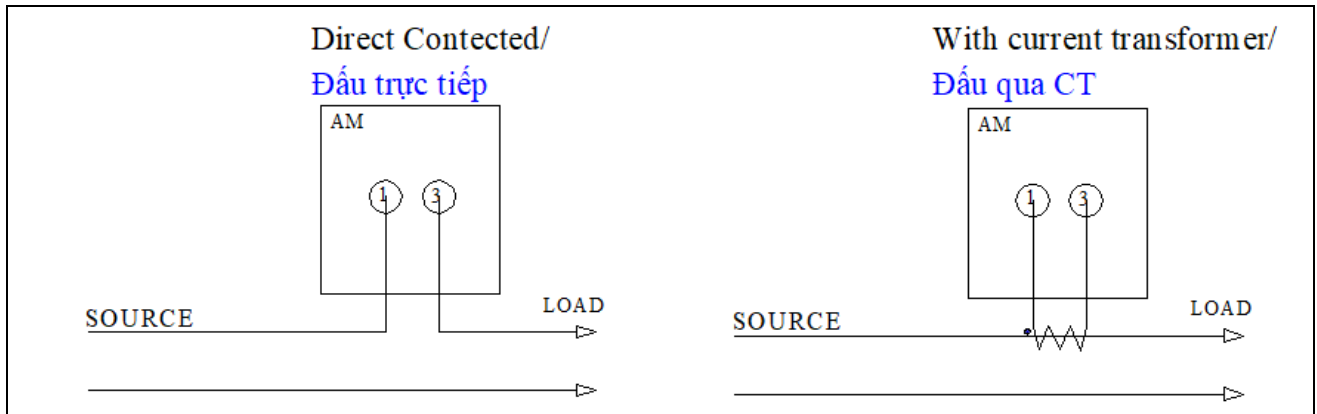 Direct Contected/
Đấu trực tiếp
AM
1 3
SOURCE
LOAD
With current transformer/
Đấu qua CT
AM
1 3
SOURCE
LOAD